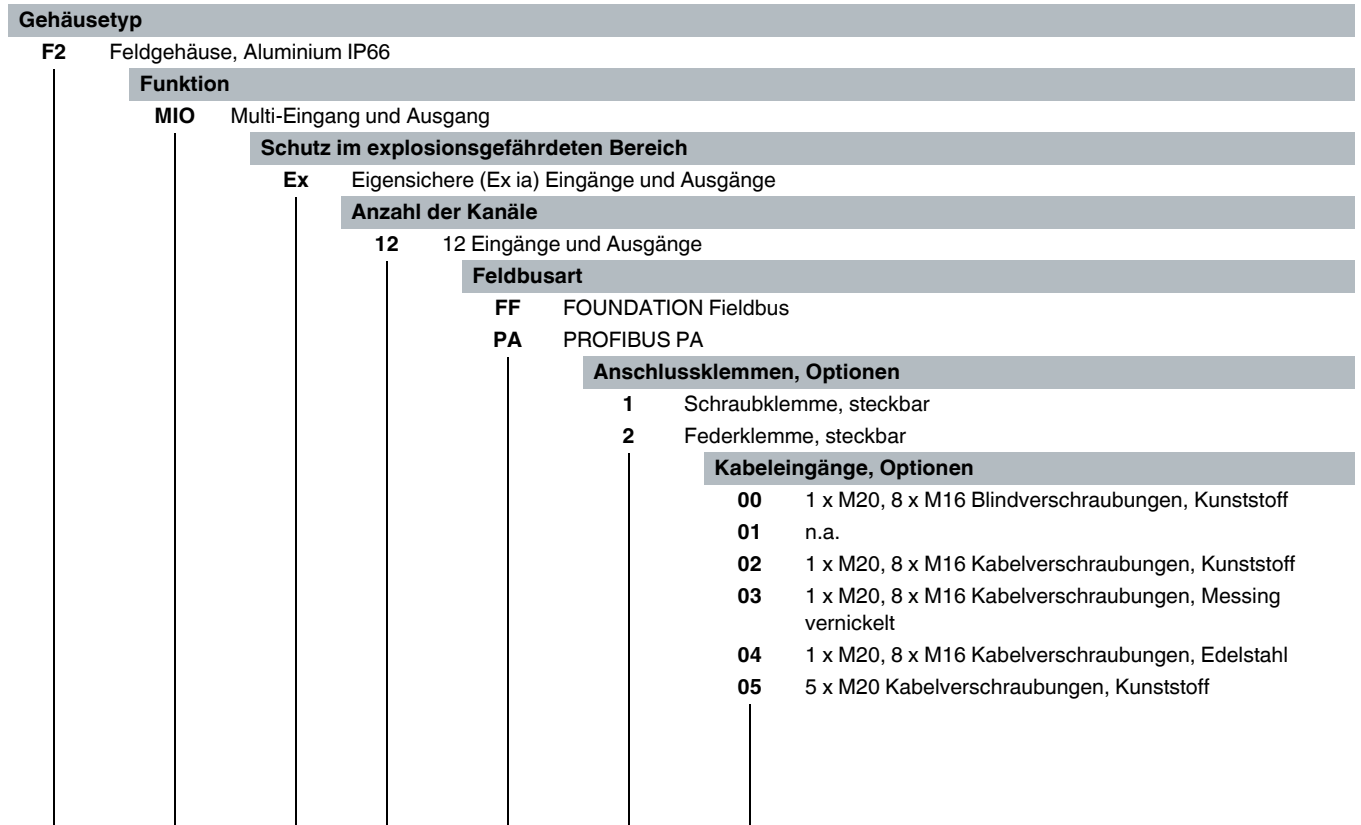 Gehäusetyp
F2 Feldgehäuse, Aluminium IP66
Funktion
MIO Multi-Eingang und Ausgang
Schutz im explosionsgefährdeten Bereich
Ex Eigensichere (Ex ia) Eingänge und Ausgänge
Anzahl der Kanäle
12 12 Eingänge und Ausgänge
Feldbusart
FF FOUNDATION Fieldbus
PA PROFIBUS PA
Anschlussklemmen, Optionen
1 Schraubklemme, steckbar
2 Federklemme, steckbar
Kabeleingänge, Optionen
00 1 x M20, 8 x M16 Blindverschraubungen, Kunststoff
01 n.a.
02 1 x M20, 8 x M16 Kabelverschraubungen, Kunststoff
03 1 x M20, 8 x M16 Kabelverschraubungen, Messing
vernickelt
04 1 x M20, 8 x M16 Kabelverschraubungen, Edelstahl
05 5 x M20 Kabelverschraubungen, Kunststoff